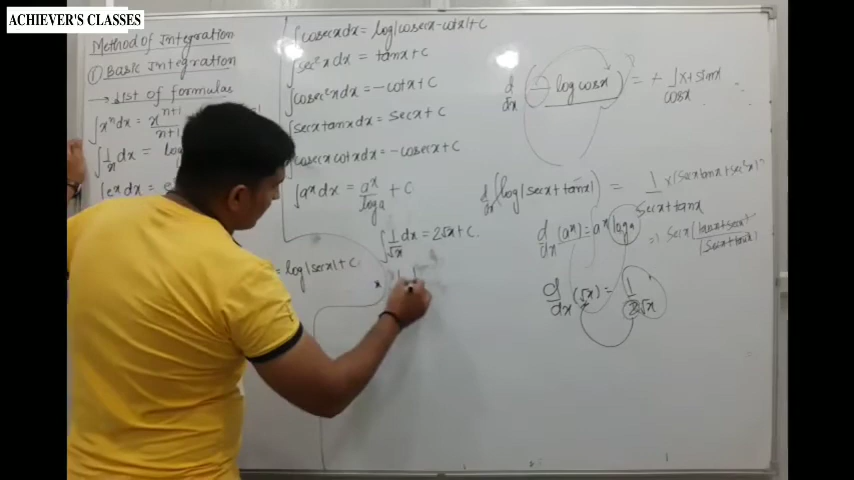 ACHIEVER'S CLASSES
Method of Integration
① Basic Integration
→ List of formulas
∫xⁿ dx = xⁿ⁺¹/n+1
∫1/x dx = log
∫eˣ dx = e
= log|secx| + C
∫cosecx dx = log|cosecx - cotx| + C
∫sec²x dx = tanx + C
∫cosec²x dx = -cotx + C
∫secx tanx dx = secx + C
∫cosecx cotx dx = -cosecx + C
∫aˣ dx = aˣ/loga + C
∫1/√x dx = 2√x + C.
d/dx (- log cosx) = + 1/cosx x + sinx
d/dx (log|secx + tanx|) = 1/secx + tanx x (secx tanx + sec²x)
=) secx (tanx + secx)/(secx + tanx)
d/dx (aˣ) = aˣ loga
d/dx (√x) = 1/2√x